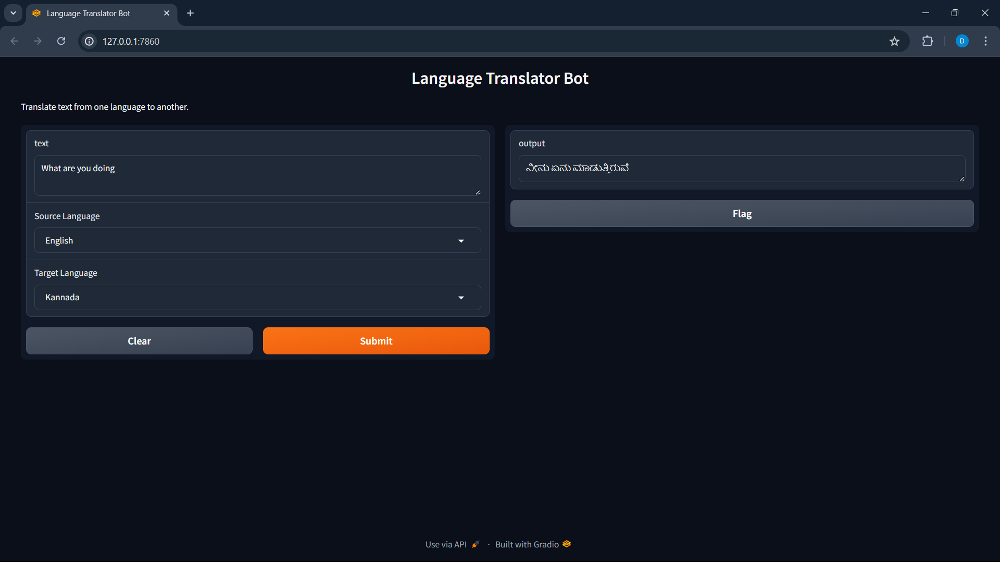 Language Translator Bot
127.0.0.1:7860
D
Language Translator Bot
Translate text from one language to another.
text
What are you doing
Source Language
English
Target Language
Kannada
Clear
Submit
output
ನೀನು ಏನು ಮಾಡುತ್ತಿರುವೆ
Flag
Use via API · Built with Gradio